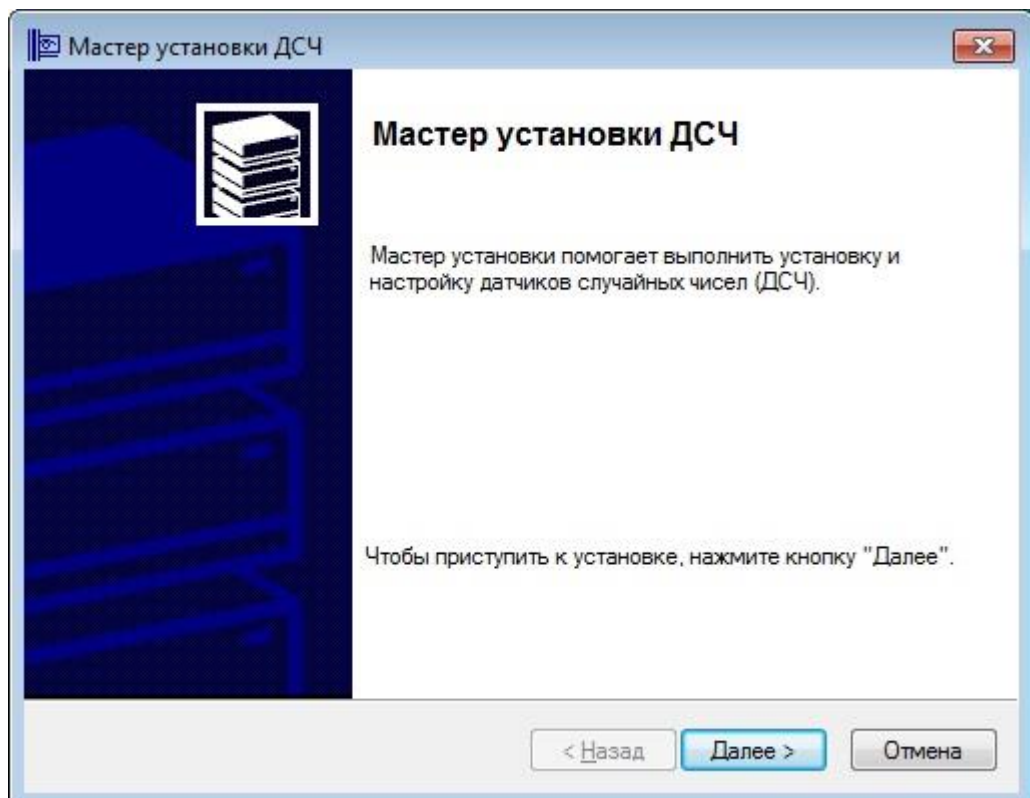 Мастер установки ДСЧ
Мастер установки ДСЧ
Мастер установки помогает выполнить установку и
настройку датчиков случайных чисел (ДСЧ).
Чтобы приступить к установке, нажмите кнопку "Далее".
< Назад
Далее >
Отмена